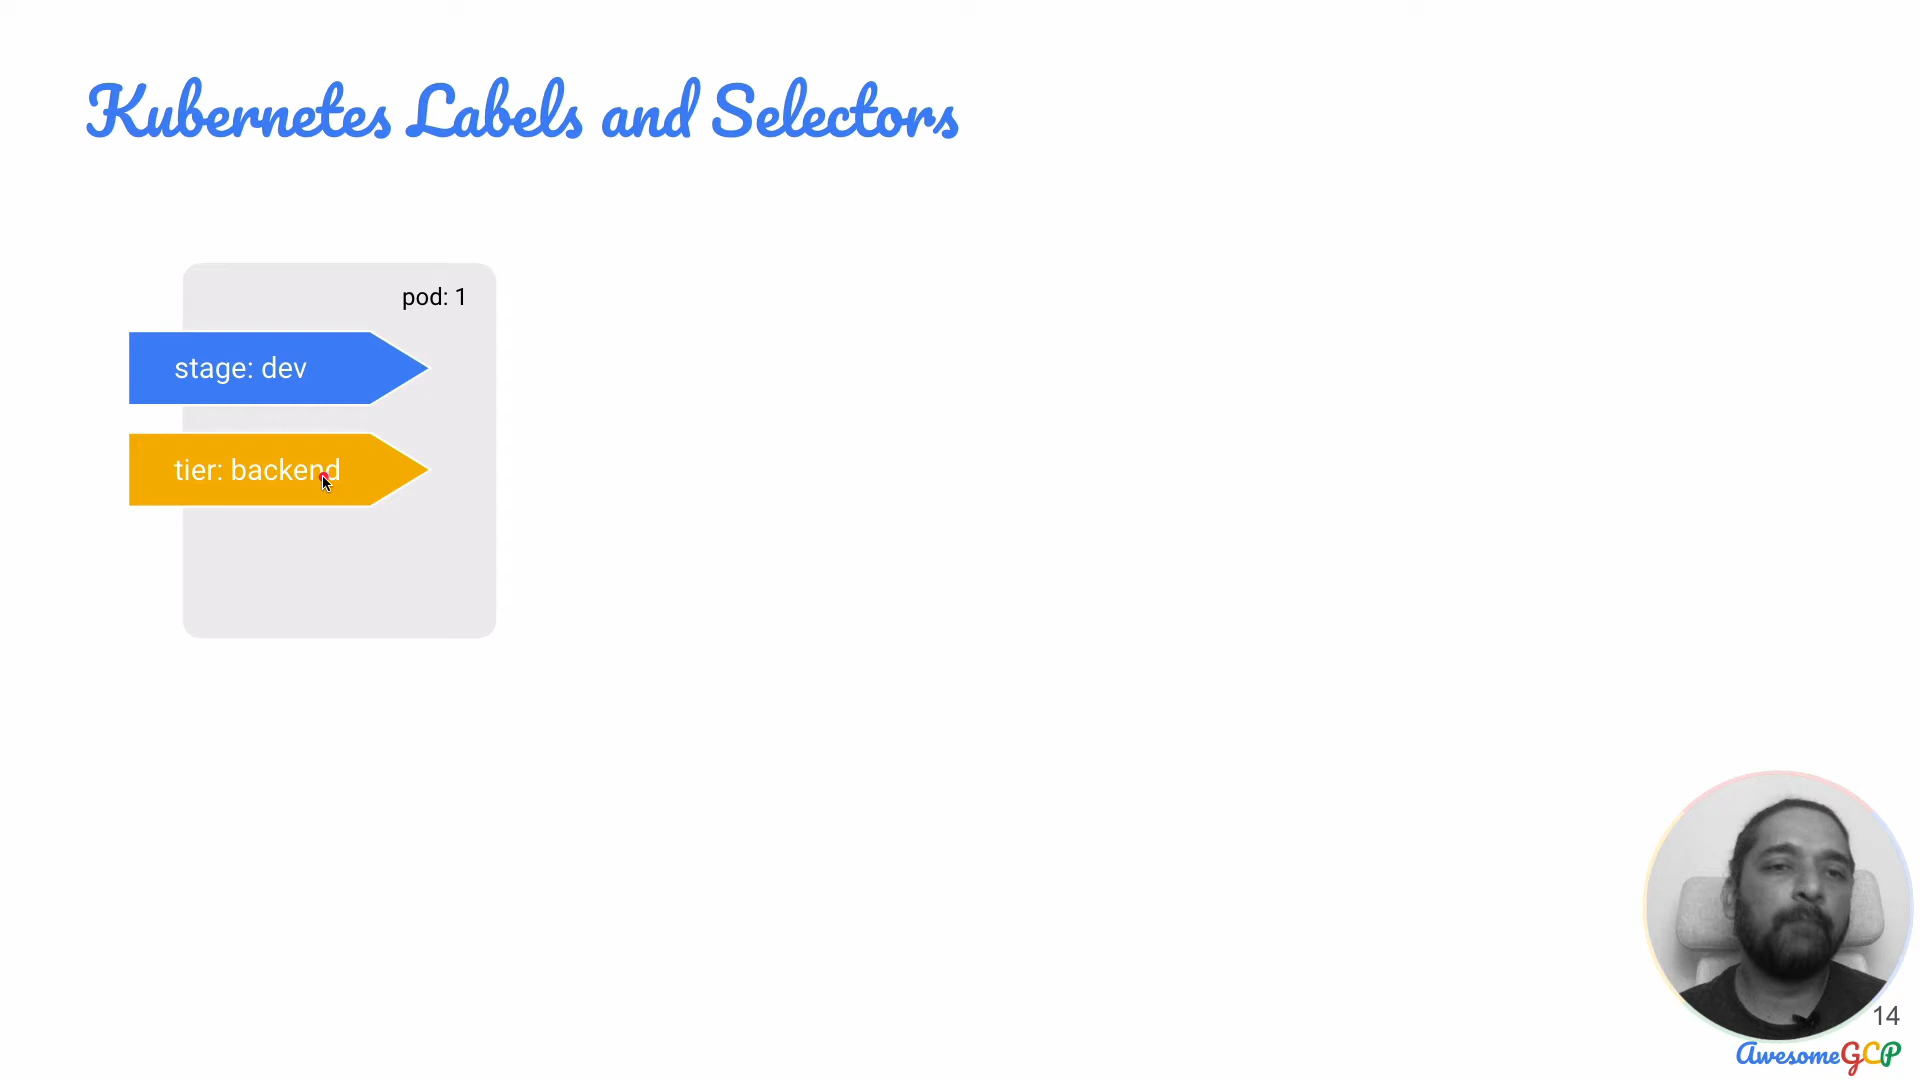 Kubernetes Labels and Selectors
pod: 1
stage: dev
tier: backend
14
AwesomeGCP